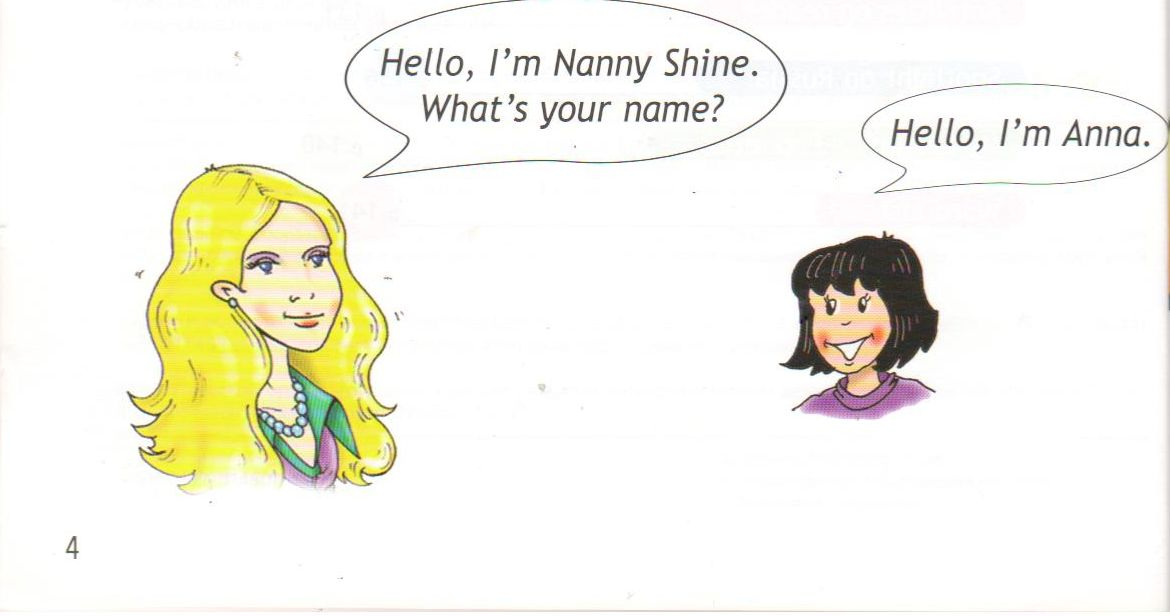 Hello, I'm Nanny Shine.
What's your name?
Hello, I'm Anna.
4